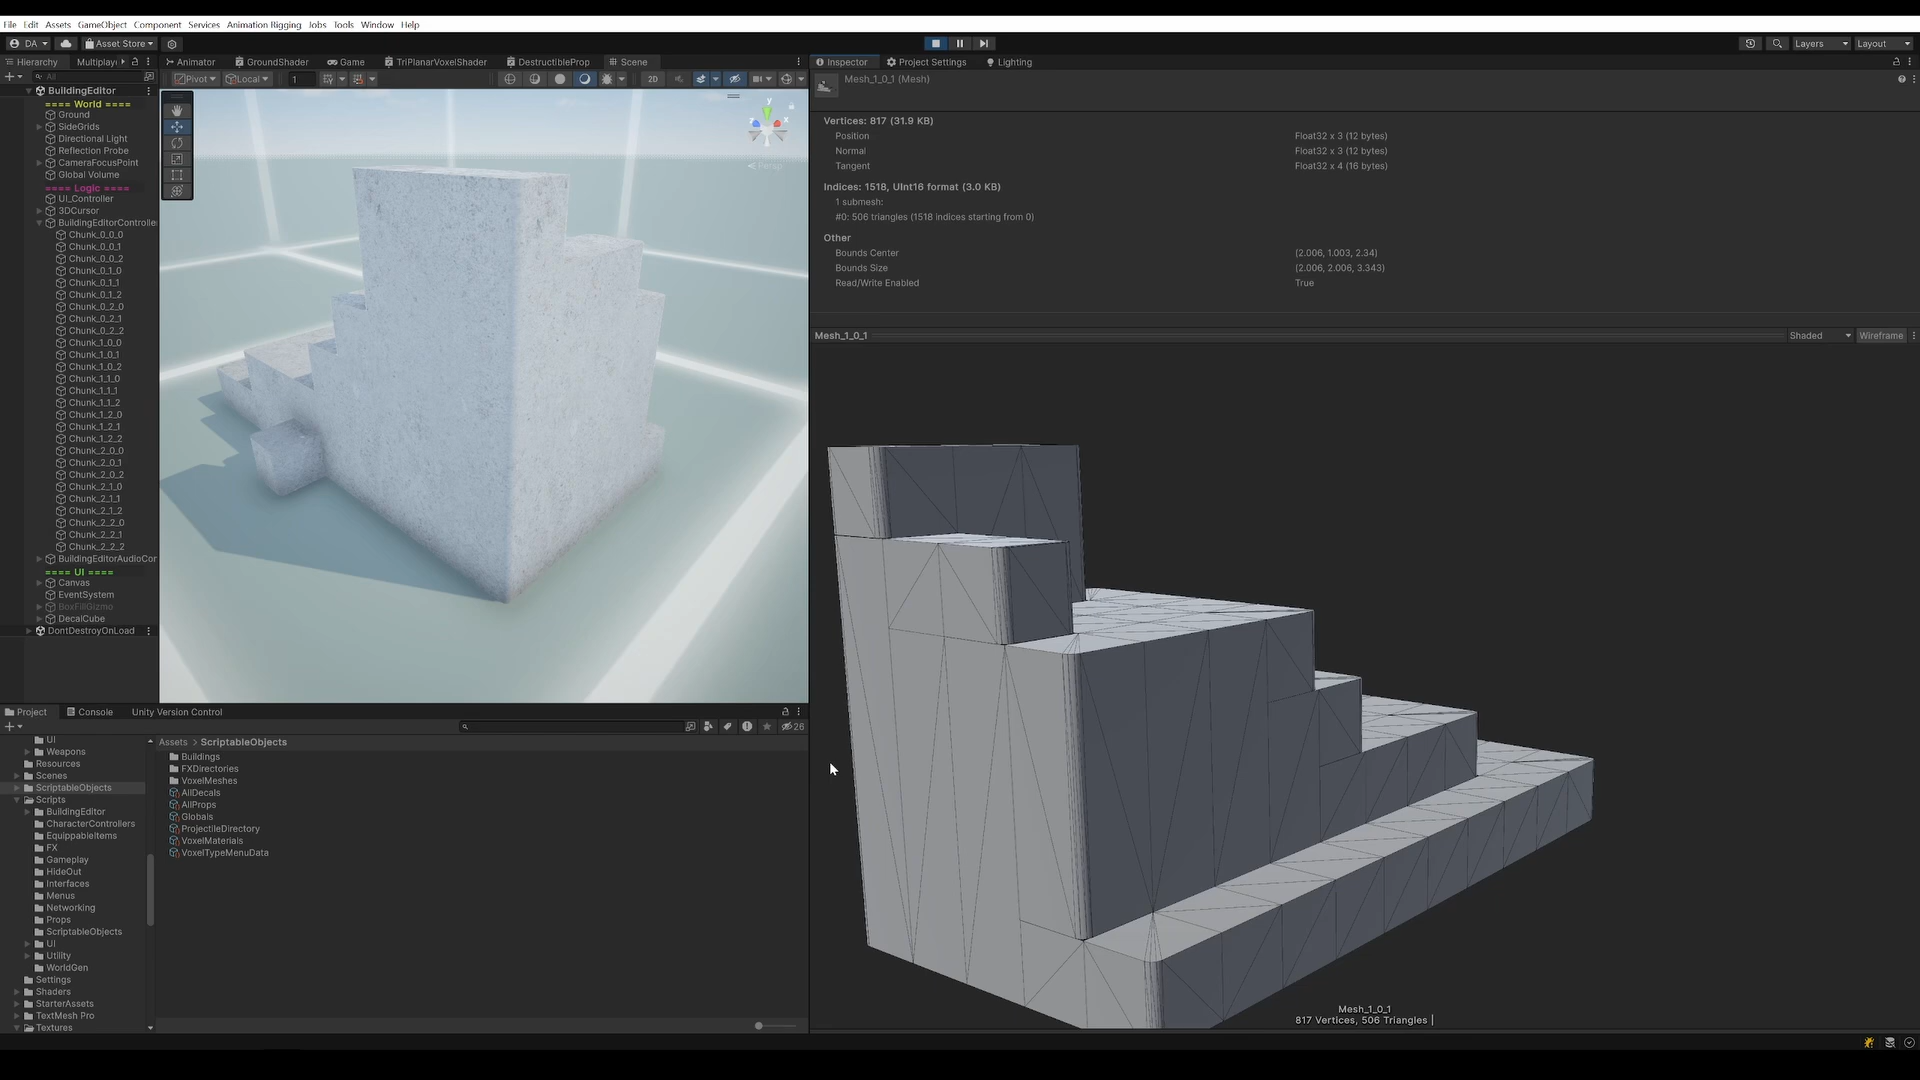 File Edit Assets GameObject Component Services Animation Rigging Jobs Tools Window Help
DA Asset Store Layers Layout
Hierarchy Multiplay Animator GroundShader Game TriPlanarVoxelShader DestructibleProp Scene Inspector Project Settings Lighting
All Pivot Local 1 2D
Mesh_1_0_1 (Mesh)
BuildingEditor
==== World ====
Ground
SideGrids
Directional Light
Reflection Probe
CameraFocusPoint
Global Volume
==== Logic ====
UI_Controller
3DCursor
BuildingEditorController
Chunk_0_0_0
Chunk_0_0_1
Chunk_0_0_2
Chunk_0_1_0
Chunk_0_1_1
Chunk_0_1_2
Chunk_0_2_0
Chunk_0_2_1
Chunk_0_2_2
Chunk_1_0_0
Chunk_1_0_1
Chunk_1_0_2
Chunk_1_1_0
Chunk_1_1_1
Chunk_1_1_2
Chunk_1_2_0
Chunk_1_2_1
Chunk_1_2_2
Chunk_2_0_0
Chunk_2_0_1
Chunk_2_0_2
Chunk_2_1_0
Chunk_2_1_1
Chunk_2_1_2
Chunk_2_2_0
Chunk_2_2_1
Chunk_2_2_2
BuildingEditorAudioCor
==== UI ====
Canvas
EventSystem
BoxFillGizmo
DecalCube
DontDestroyOnLoad
y
Persp
Vertices: 817 (31.9 KB)
Position Float32 x 3 (12 bytes)
Normal Float32 x 3 (12 bytes)
Tangent Float32 x 4 (16 bytes)
Indices: 1518, UInt16 format (3.0 KB)
1 submesh:
#0: 506 triangles (1518 indices starting from 0)
Other
Bounds Center (2.006, 1.003, 2.34)
Bounds Size (2.006, 2.006, 3.343)
Read/Write Enabled True
Mesh_1_0_1 Shaded Wireframe
Mesh_1_0_1
817 Vertices, 506 Triangles |
Project Console Unity Version Control
26
UI
Weapons
Resources
Scenes
ScriptableObjects
Scripts
BuildingEditor
CharacterControllers
EquippableItems
FX
Gameplay
HideOut
Interfaces
Menus
Networking
Props
ScriptableObjects
UI
Utility
WorldGen
Settings
Shaders
StarterAssets
TextMesh Pro
Textures
Assets > ScriptableObjects
Buildings
FXDirectories
VoxelMeshes
AllDecals
AllProps
Globals
ProjectileDirectory
VoxelMaterials
VoxelTypeMenuData